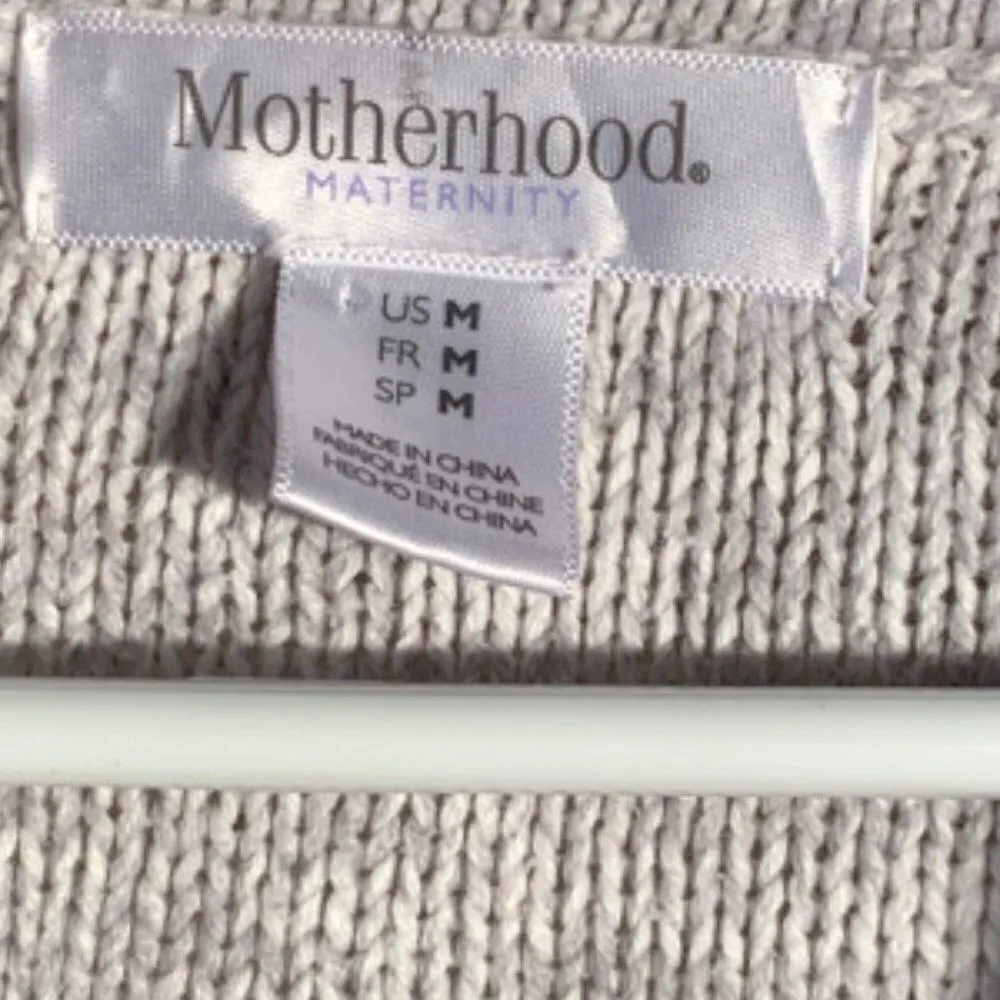 Motherhood®
MATERNITY
US M
FR M
SP M
MADE IN CHINA
FABRIQUÉ EN CHINE
HECHO EN CHINA